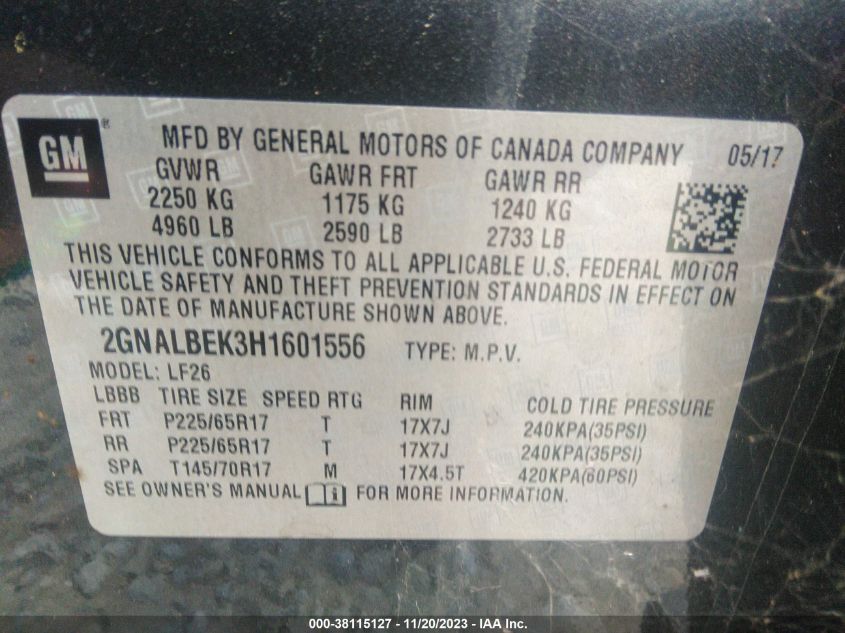 GM ® MFD BY GENERAL MOTORS OF CANADA COMPANY 05/17
GVWR GAWR FRT GAWR RR
2250 KG 1175 KG 1240 KG
4960 LB 2590 LB 2733 LB
THIS VEHICLE CONFORMS TO ALL APPLICABLE U.S. FEDERAL MOTOR
VEHICLE SAFETY AND THEFT PREVENTION STANDARDS IN EFFECT ON
THE DATE OF MANUFACTURE SHOWN ABOVE.
2GNALBEK3H1601556 TYPE: M.P.V.
MODEL: LF26
LBBB TIRE SIZE SPEED RTG RIM COLD TIRE PRESSURE
FRT P225/65R17 T 17X7J 240KPA(35PSI)
RR P225/65R17 T 17X7J 240KPA(35PSI)
SPA T145/70R17 M 17X4.5T 420KPA(60PSI)
SEE OWNER'S MANUAL FOR MORE INFORMATION.
000-38115127 - 11/20/2023 - IAA Inc.